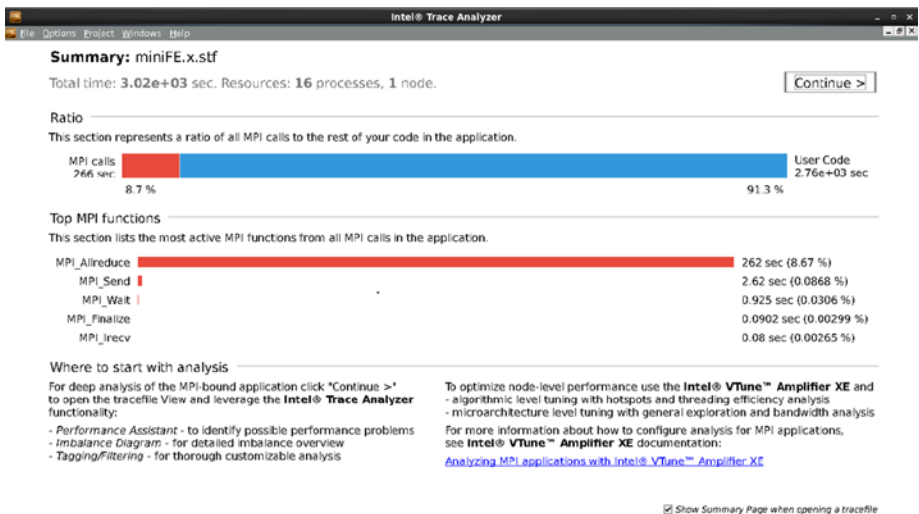 Intel® Trace Analyzer
File Options Project Windows Help
Summary: miniFE.x.stf
Total time: 3.02e+03 sec. Resources: 16 processes, 1 node.
Continue >
Ratio
This section represents a ratio of all MPI calls to the rest of your code in the application.
MPI calls
266 sec
User Code
2.76e+03 sec
8.7 %
91.3 %
Top MPI functions
This section lists the most active MPI functions from all MPI calls in the application.
MPI_Allreduce 262 sec (8.67 %)
MPI_Send 2.62 sec (0.0868 %)
MPI_Wait 0.925 sec (0.0306 %)
MPI_Finalize 0.0902 sec (0.00299 %)
MPI_Irecv 0.08 sec (0.00265 %)
Where to start with analysis
For deep analysis of the MPI-bound application click "Continue >"
to open the tracefile View and leverage the Intel® Trace Analyzer
functionality:
- Performance Assistant - to identify possible performance problems
- Imbalance Diagram - for detailed imbalance overview
- Tagging/Filtering - for thorough customizable analysis
To optimize node-level performance use the Intel® VTune™ Amplifier XE and
- algorithmic level tuning with hotspots and threading efficiency analysis
- microarchitecture level tuning with general exploration and bandwidth analysis
For more information about how to configure analysis for MPI applications,
see Intel® VTune™ Amplifier XE documentation:
Analyzing MPI applications with Intel® VTune™ Amplifier XE
Show Summary Page when opening a tracefile